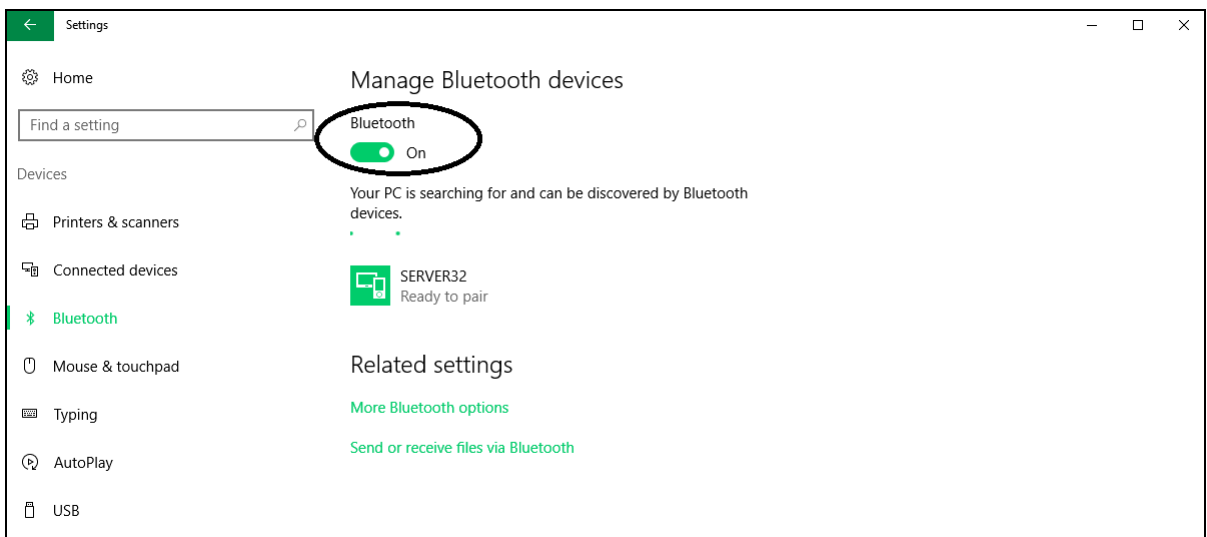 Settings
Home
Find a setting
Devices
Printers & scanners
Connected devices
Bluetooth
Mouse & touchpad
Typing
AutoPlay
USB
Manage Bluetooth devices
Bluetooth
On
Your PC is searching for and can be discovered by Bluetooth
devices.
SERVER32
Ready to pair
Related settings
More Bluetooth options
Send or receive files via Bluetooth